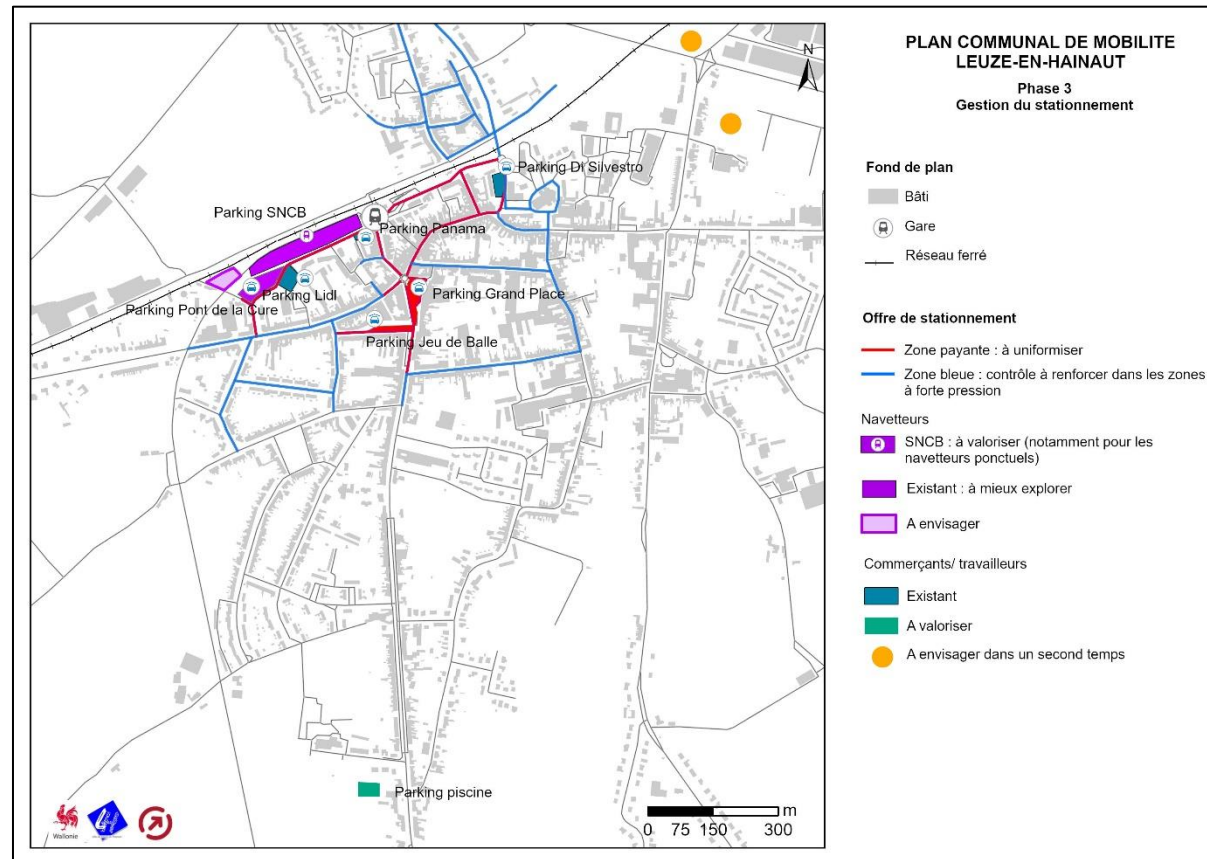 PLAN COMMUNAL DE MOBILITE
LEUZE-EN-HAINAUT
Phase 3
Gestion du stationnement
N
Parking Di Silvestro
Parking SNCB
Parking Panama
Parking Grand Place
Parking Lidl
Parking Pont de la Cure
Parking Jeu de Balle
Parking piscine
Fond de plan
Bâti
Gare
Réseau ferré
Offre de stationnement
Zone payante : à uniformiser
Zone bleue : contrôle à renforcer dans les zones
à forte pression
Navetteurs
SNCB : à valoriser (notamment pour les
navetteurs ponctuels)
Existant : à mieux explorer
A envisager
Commerçants/ travailleurs
Existant
A valoriser
A envisager dans un second temps
Wallonie
m
0 75 150 300